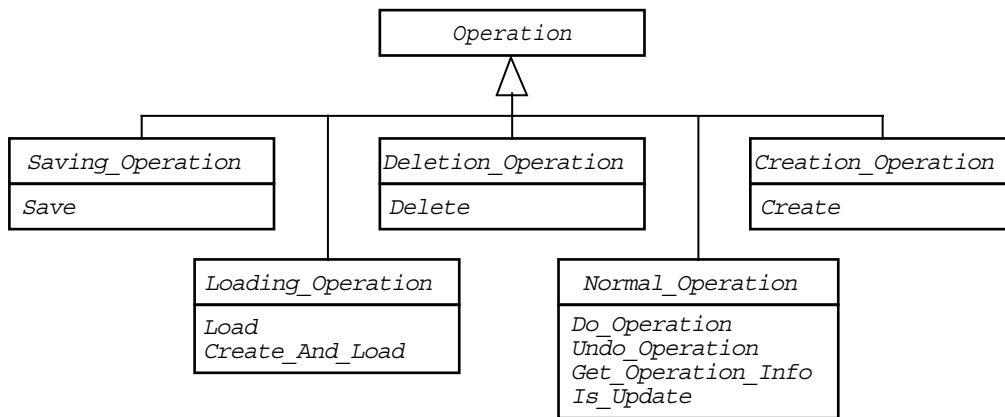 Operation
Saving_Operation
Save
Deletion_Operation
Delete
Creation_Operation
Create
Loading_Operation
Load
Create_And_Load
Normal_Operation
Do_Operation
Undo_Operation
Get_Operation_Info
Is_Update